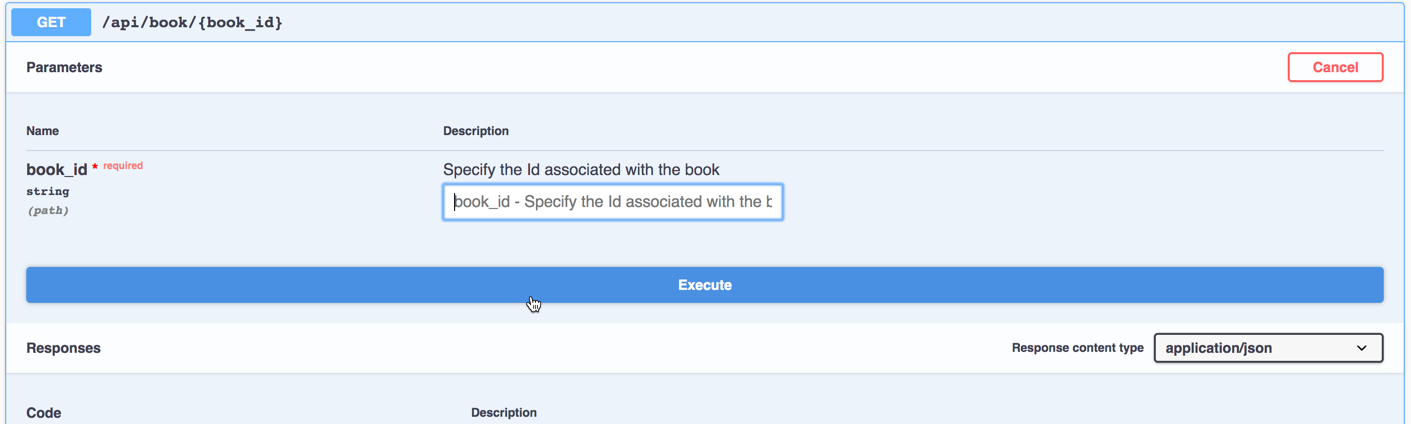 GET /api/book/{book_id}
Parameters Cancel
Name Description
book_id * required Specify the Id associated with the book
string book_id - Specify the Id associated with the b
(path)
Execute
Responses Response content type application/json
Code Description